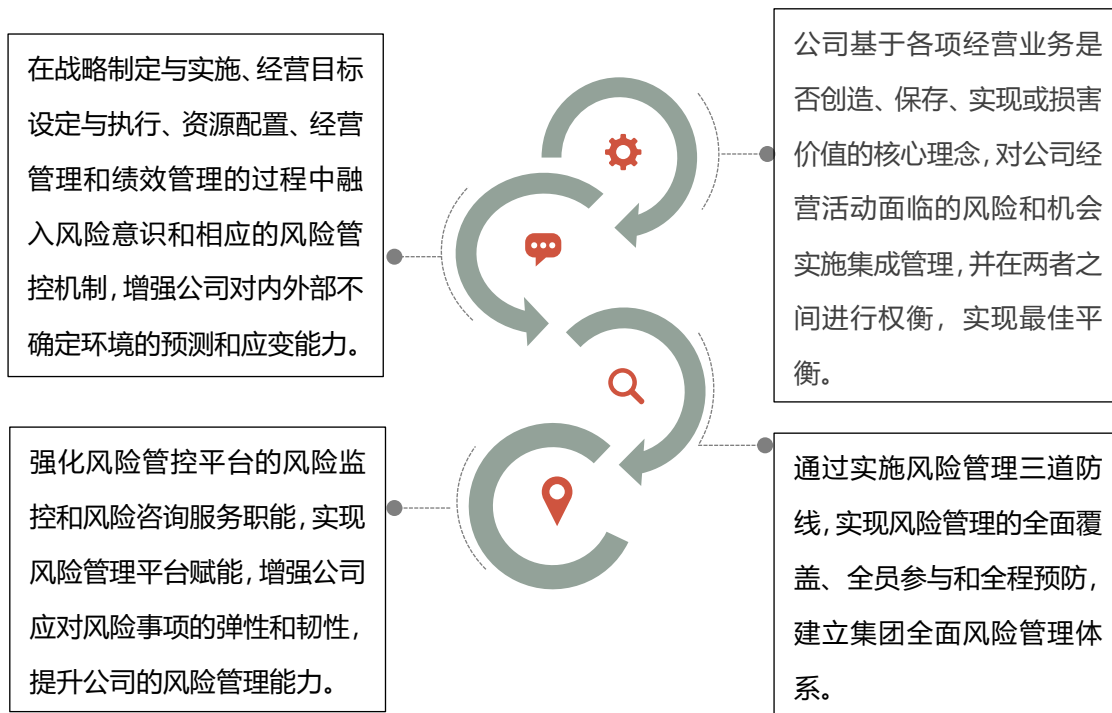 公司基于各项经营业务是
否创造、保存、实现或损害
价值的核心理念，对公司经
营活动面临的风险和机会
实施集成管理，并在两者之
间进行权衡，实现最佳平
衡。
在战略制定与实施、经营目标
设定与执行、资源配置、经营
管理和绩效管理的过程中融
入风险意识和相应的风险管
控机制，增强公司对内外部不
确定环境的预测和应变能力。
通过实施风险管理三道防
线，实现风险管理的全面覆
盖、全员参与和全程预防，
建立集团全面风险管理体
系。
强化风险管控平台的风险监
控和风险咨询服务职能，实现
风险管理平台赋能，增强公司
应对风险事项的弹性和韧性，
提升公司的风险管理能力。